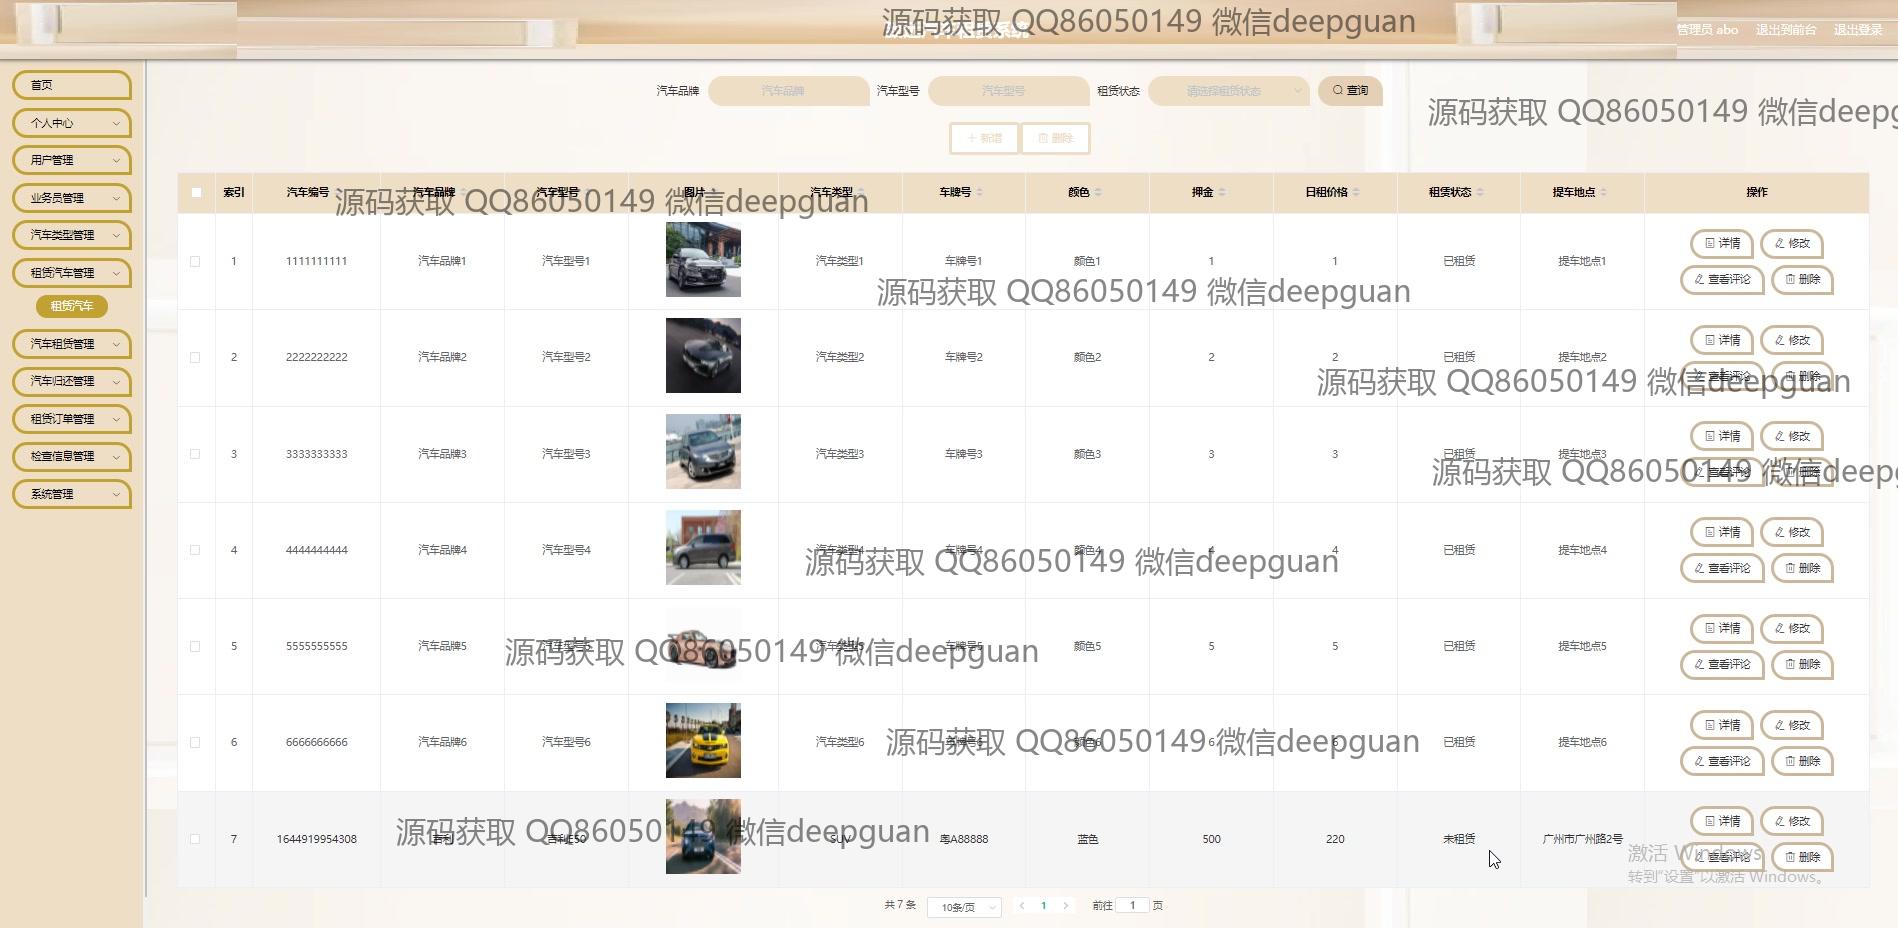 源码获取 QQ86050149 微信deepguan
管理员 abo 退出到前台 退出登录
首页
个人中心
用户管理
业务员管理
汽车类型管理
租赁汽车管理
租赁汽车
汽车租赁管理
汽车归还管理
租赁订单管理
检查信息管理
系统管理
汽车品牌 汽车品牌 汽车型号 汽车型号 租赁状态 请选择租赁状态 查询
源码获取 QQ86050149 微信deepg
新增 删除
索引 汽车编号 汽车品牌 汽车型号 图片 汽车类型 车牌号 颜色 押金 日租价格 租赁状态 提车地点 操作
源码获取 QQ86050149 微信deepguan
1 1111111111 汽车品牌1 汽车型号1 汽车类型1 车牌号1 颜色1 1 1 已租赁 提车地点1 详情 修改
查看评论 删除
源码获取 QQ86050149 微信deepguan
2 2222222222 汽车品牌2 汽车型号2 汽车类型2 车牌号2 颜色2 2 2 已租赁 提车地点2 详情 修改
查看评论 删除
源码获取 QQ86050149 微信deepguan
3 3333333333 汽车品牌3 汽车型号3 汽车类型3 车牌号3 颜色3 3 3 已租赁 提车地点3 详情 修改
查看评论 删除
源码获取 QQ86050149 微信deepg
4 4444444444 汽车品牌4 汽车型号4 汽车类型4 车牌号4 颜色4 4 4 已租赁 提车地点4 详情 修改
查看评论 删除
源码获取 QQ86050149 微信deepguan
5 5555555555 汽车品牌5 汽车型号5 汽车类型5 车牌号5 颜色5 5 5 已租赁 提车地点5 详情 修改
查看评论 删除
源码获取 QQ86050149 微信deepguan
6 6666666666 汽车品牌6 汽车型号6 汽车类型6 车牌号6 颜色6 6 6 已租赁 提车地点6 详情 修改
查看评论 删除
源码获取 QQ86050149 微信deepguan
7 1644919954308 吉利 吉利E50 SUV 粤A88888 蓝色 500 220 未租赁 广州市广州路2号 详情 修改
查看评论 删除
源码获取 QQ86050149 微信deepguan
激活 Windows
转到"设置"以激活 Windows。
共 7 条 10条/页 1 前往 1 页